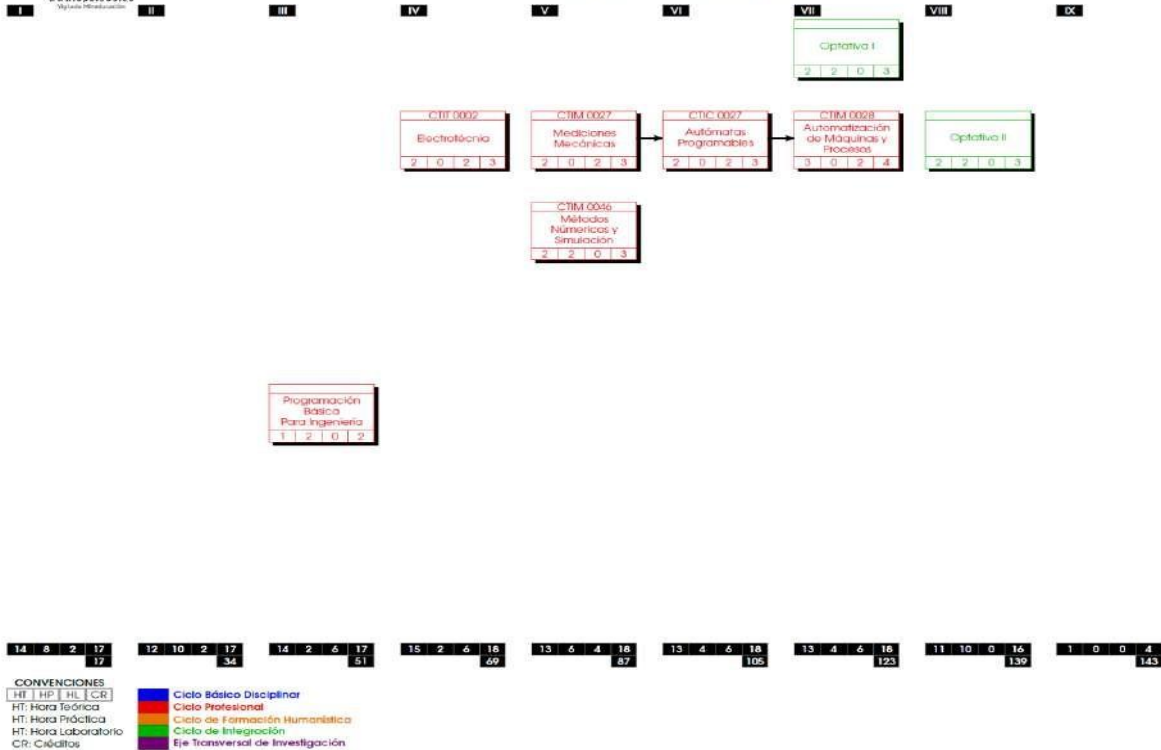 Vigilada Mineducación
I II III IV V VI VII VIII IX
Optativa I
2 2 0 3
CTIT 0002
Electrotécnia
2 0 2 3
CTIM 0027
Mediciones
Mecánicas
2 0 2 3
CTIC 0027
Autómatas
Programables
2 0 2 3
CTIM 0028
Automatización
de Máquinas y
Procesos
3 0 2 4
Optativa II
2 2 0 3
CTIM 0046
Métodos
Númericos y
Simulación
2 2 0 3
Programación
Básica
Para Ingeniería
1 2 0 2
14 8 2 17
17
12 10 2 17
34
14 2 6 17
51
15 2 6 18
69
13 6 4 18
87
13 4 6 18
105
13 4 6 18
123
11 10 0 16
139
1 0 0 4
143
CONVENCIONES
HT HP HL CR
HT: Hora Teórica
HT: Hora Práctica
HT: Hora Laboratorio
CR: Créditos
Ciclo Básico Disciplinar
Ciclo Profesional
Ciclo de Formación Humanística
Ciclo de Integración
Eje Transversal de Investigación